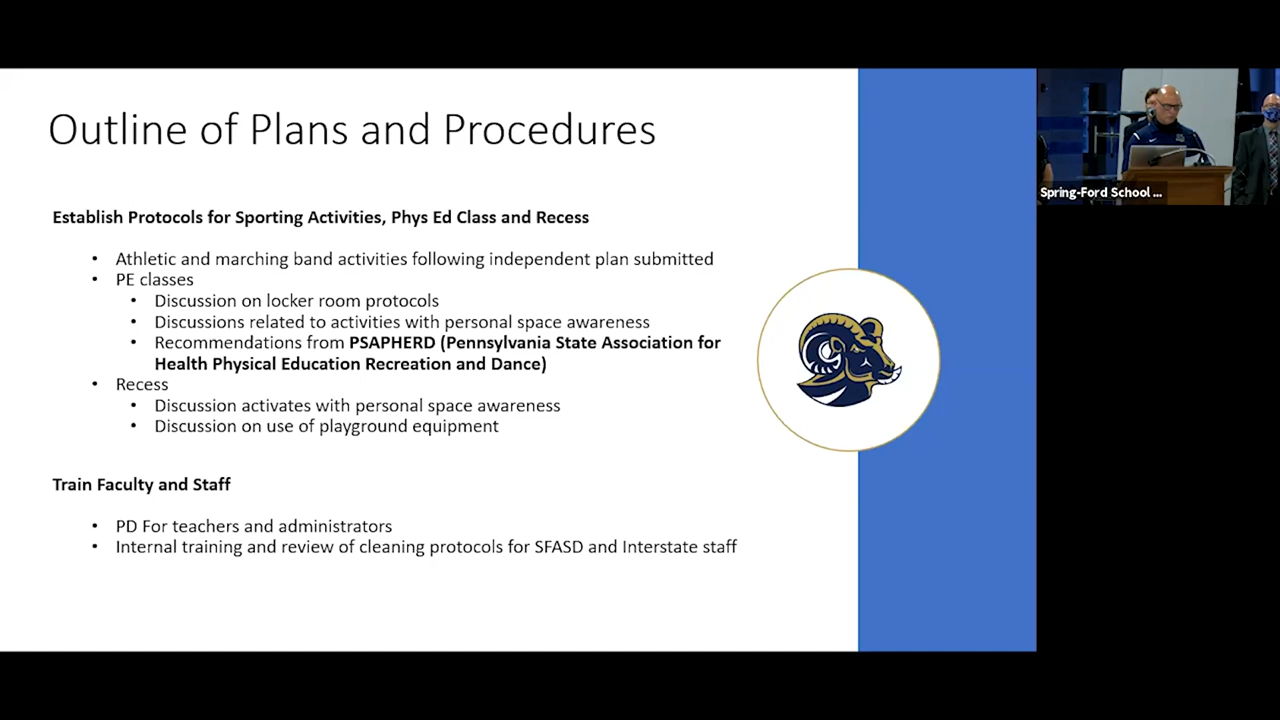 Outline of Plans and Procedures
Establish Protocols for Sporting Activities, Phys Ed Class and Recess
• Athletic and marching band activities following independent plan submitted
• PE classes
• Discussion on locker room protocols
• Discussions related to activities with personal space awareness
• Recommendations from PSAPHERD (Pennsylvania State Association for
Health Physical Education Recreation and Dance)
• Recess
• Discussion activates with personal space awareness
• Discussion on use of playground equipment
Train Faculty and Staff
• PD For teachers and administrators
• Internal training and review of cleaning protocols for SFASD and Interstate staff
Spring-Ford School ...